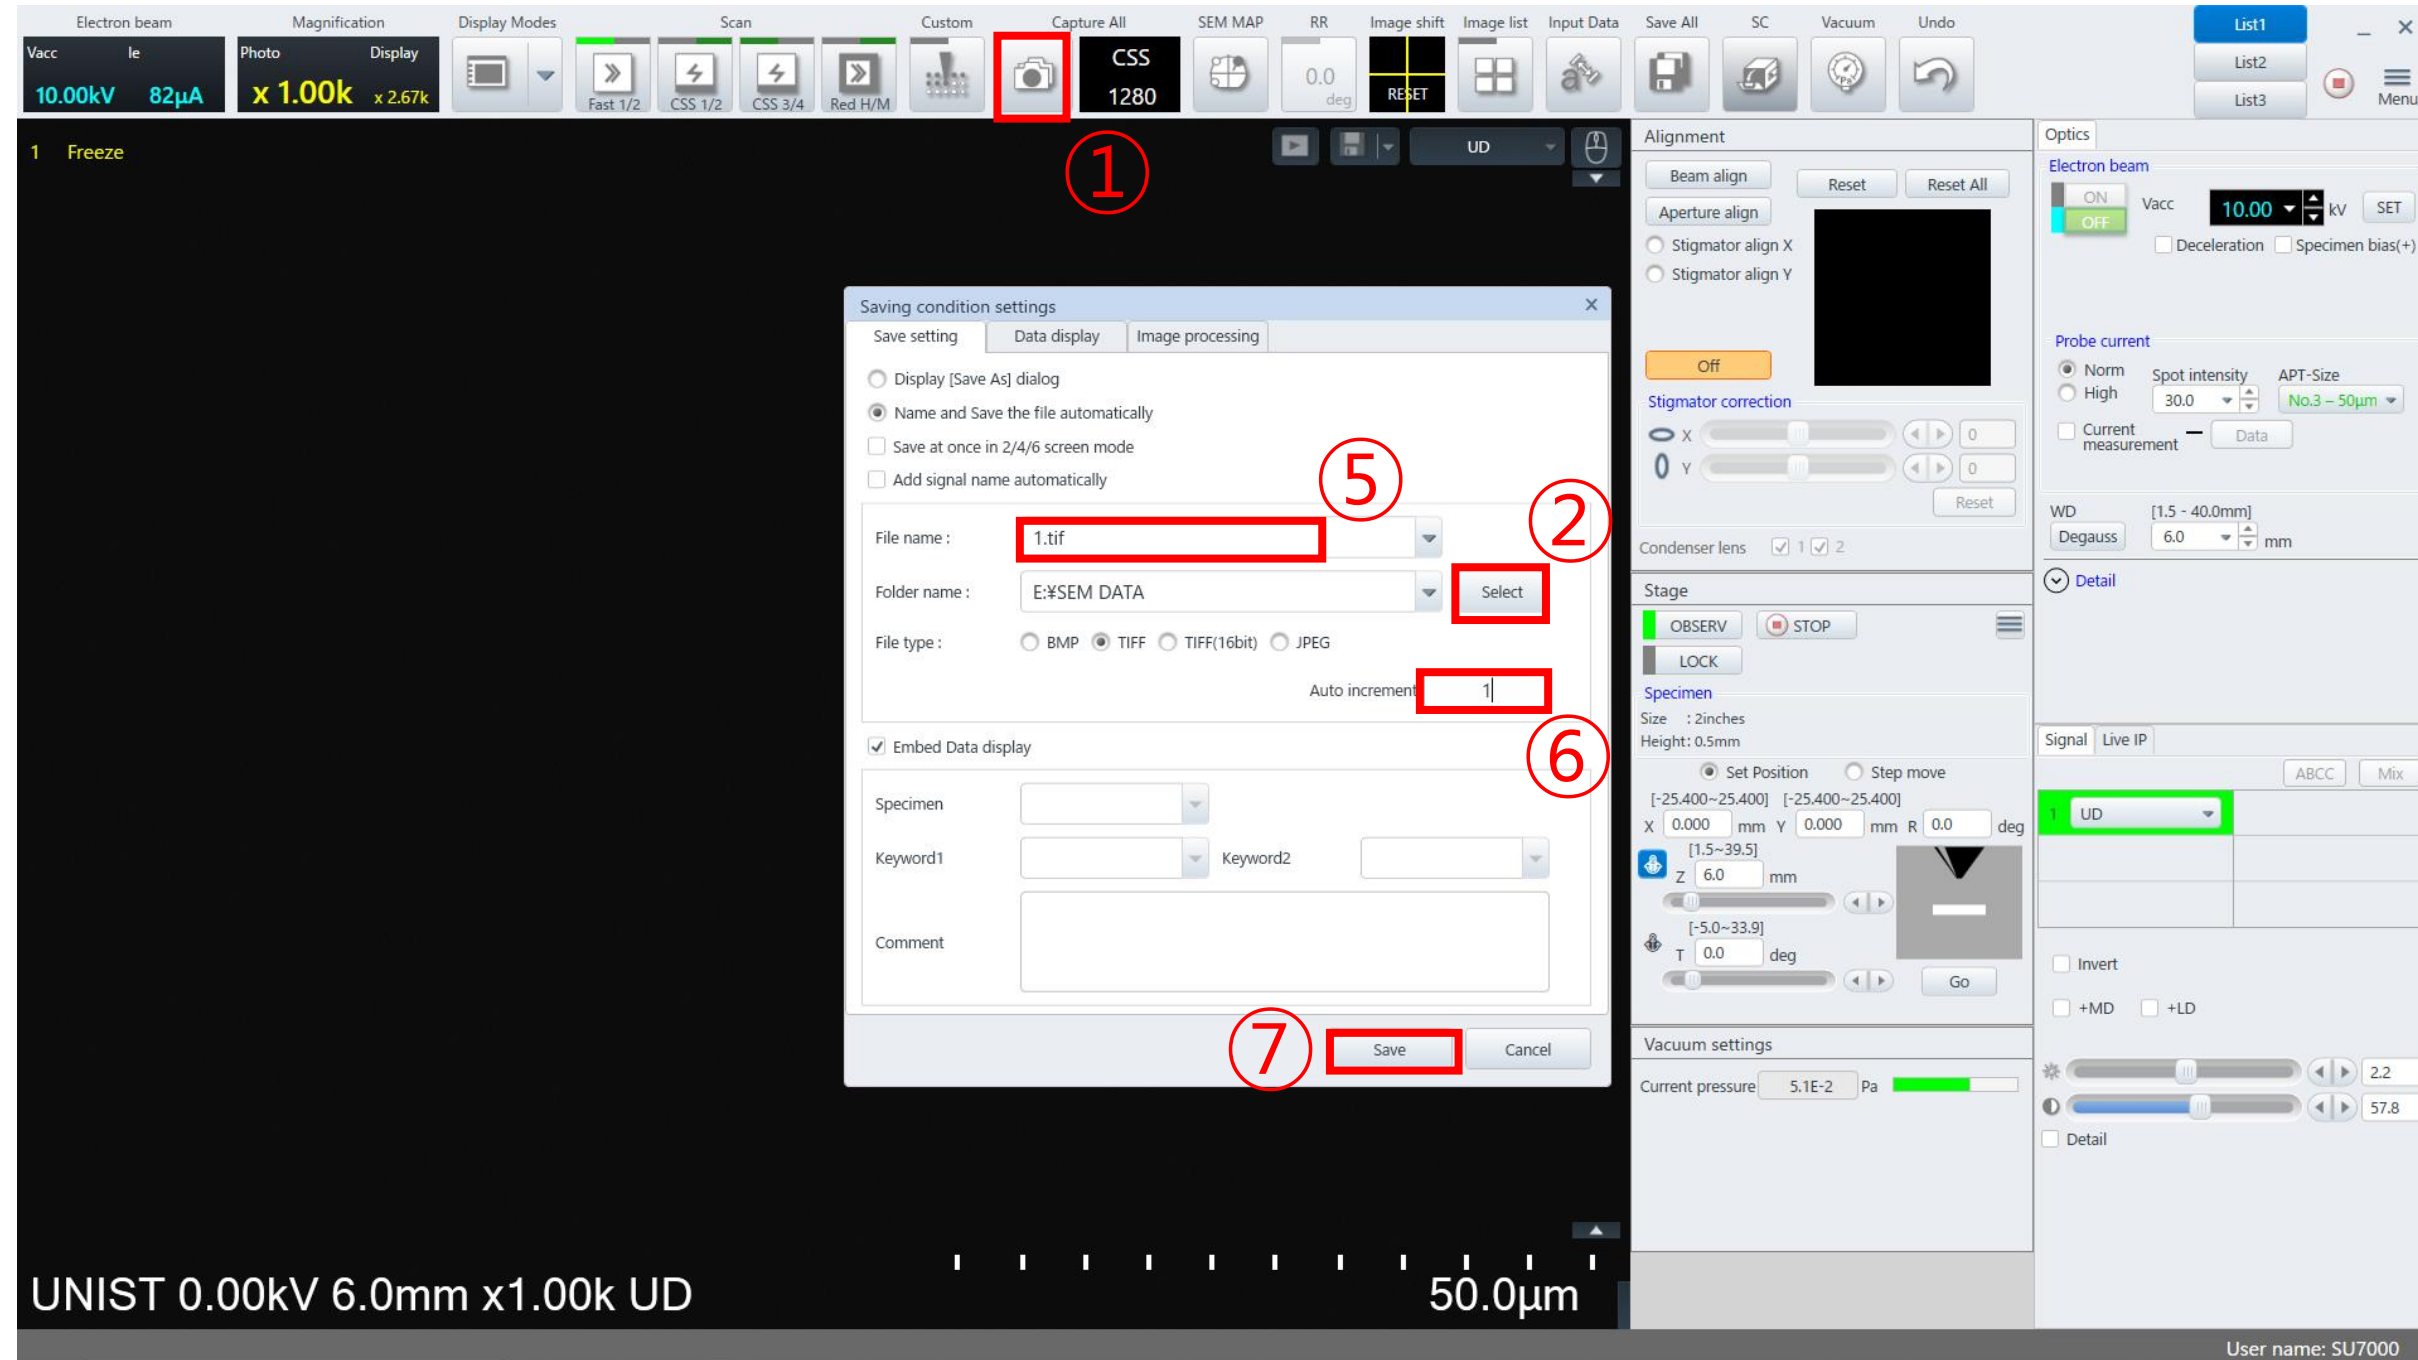 Electron beam
Magnification
Display Modes
Scan
Custom
Capture All
SEM MAP
RR
Image shift
Image list
Input Data
Save All
SC
Vacuum
Undo
Vacc Ie
10.00kV 82µA
Photo Display
x 1.00k x 2.67k
Fast 1/2
CSS 1/2
CSS 3/4
Red H/M
CSS
1280
0.0
deg
RESET
List1
List2
List3
Menu
1 Freeze
①
UD
Saving condition settings
Save setting
Data display
Image processing
Display [Save As] dialog
Name and Save the file automatically
Save at once in 2/4/6 screen mode
Add signal name automatically
⑤
②
File name : 1.tif
Folder name : E:¥SEM DATA Select
File type : BMP TIFF TIFF(16bit) JPEG
Auto increment 1
⑥
Embed Data display
Specimen
Keyword1 Keyword2
Comment
⑦
Save Cancel
UNIST 0.00kV 6.0mm x1.00k UD
50.0µm
Alignment
Beam align
Reset Reset All
Aperture align
Stigmator align X
Stigmator align Y
Off
Stigmator correction
X 0
Y 0
Reset
Condenser lens 1 2
Stage
OBSERV STOP
LOCK
Specimen
Size : 2inches
Height: 0.5mm
Set Position Step move
[-25.400~25.400] [-25.400~25.400]
X 0.000 mm Y 0.000 mm R 0.0 deg
[1.5~39.5]
Z 6.0 mm
[-5.0~33.9]
T 0.0 deg
Go
Vacuum settings
Current pressure 5.1E-2 Pa
Optics
Electron beam
ON
OFF
Vacc 10.00 kV SET
Deceleration Specimen bias(+)
Probe current
Norm
High
Spot intensity APT-Size
30.0 No.3 – 50µm
Current
measurement
Data
WD [1.5 - 40.0mm]
Degauss 6.0 mm
Detail
Signal Live IP
ABCC Mix
1 UD
Invert
+MD +LD
2.2
57.8
Detail
User name: SU7000